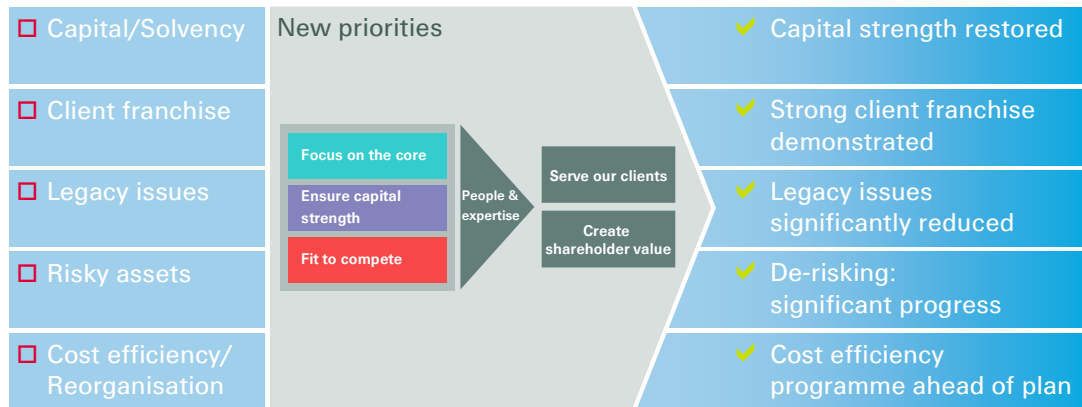 Capital/Solvency
Client franchise
Legacy issues
Risky assets
Cost efficiency/
Reorganisation
New priorities
Focus on the core
Ensure capital
strength
Fit to compete
People &
expertise
Serve our clients
Create
shareholder value
Capital strength restored
Strong client franchise
demonstrated
Legacy issues
significantly reduced
De-risking:
significant progress
Cost efficiency
programme ahead of plan